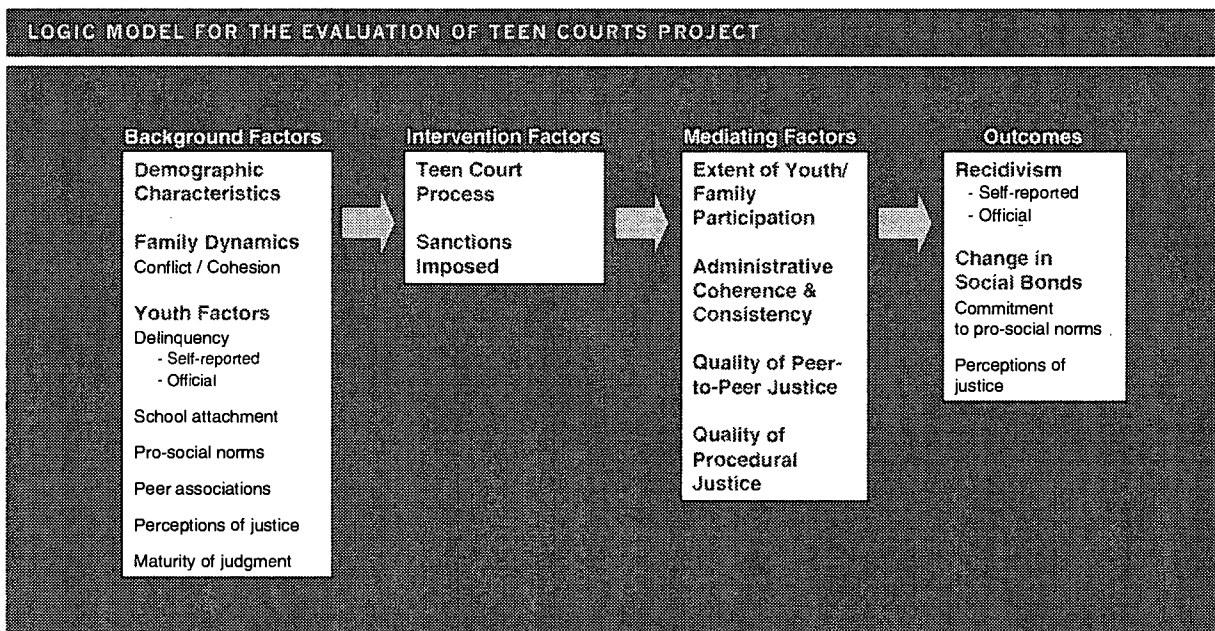 LOGIC MODEL FOR THE EVALUATION OF TEEN COURTS PROJECT
Background Factors
Demographic
Characteristics
Family Dynamics
Conflict / Cohesion
Youth Factors
Delinquency
- Self-reported
- Official
School attachment
Pro-social norms
Peer associations
Perceptions of justice
Maturity of judgment
Intervention Factors
Teen Court
Process
Sanctions
Imposed
Mediating Factors
Extent of Youth/
Family
Participation
Administrative
Coherence &
Consistency
Quality of Peer-
to-Peer Justice
Quality of
Procedural
Justice
Outcomes
Recidivism
- Self-reported
- Official
Change in
Social Bonds
Commitment
to pro-social norms
Perceptions of
justice